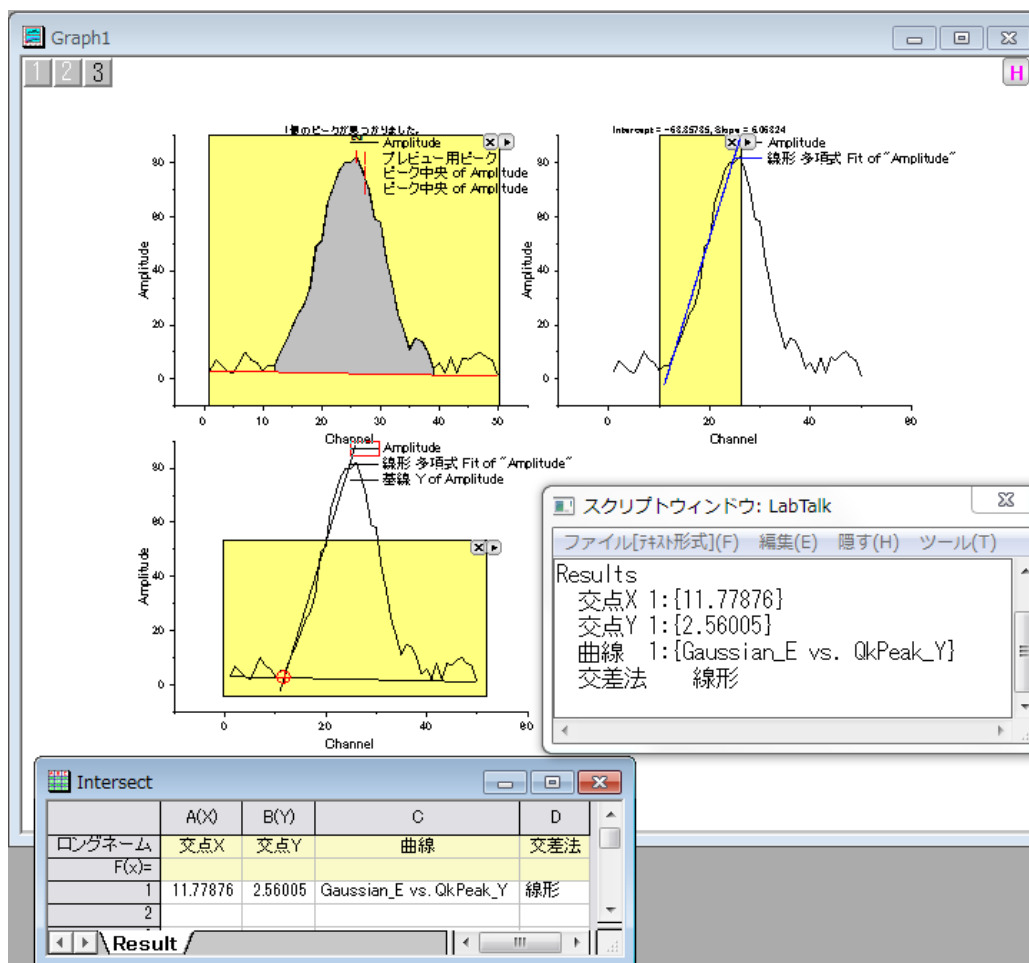 Graph1
1 2 3
H
1個のピークが見つかりました。
Amplitude
プレビュー用ピーク
ピーク中央 of Amplitude
ピーク中央 of Amplitude
80
60
40
20
0
Amplitude
0 10 20 30 40 50
Channel
Intercept = -68.85785, Slope = 6.06824
Amplitude
線形 多項式 Fit of "Amplitude"
80
60
40
20
0
Amplitude
0 20 40 60
Channel
Amplitude
線形 多項式 Fit of "Amplitude"
基線 Y of Amplitude
80
60
40
20
0
Amplitude
0 20 40 60
Channel
スクリプトウィンドウ: LabTalk
ファイル[テキスト形式](F) 編集(E) 隠す(H) ツール(T)
Results
交点X 1:{11.77876}
交点Y 1:{2.56005}
曲線 1:{Gaussian_E vs. QkPeak_Y}
交差法 線形
Intersect
A(X) B(Y) C D
ロングネーム 交点X 交点Y 曲線 交差法
F(x)=
1 11.77876 2.56005 Gaussian_E vs. QkPeak_Y 線形
2
Result